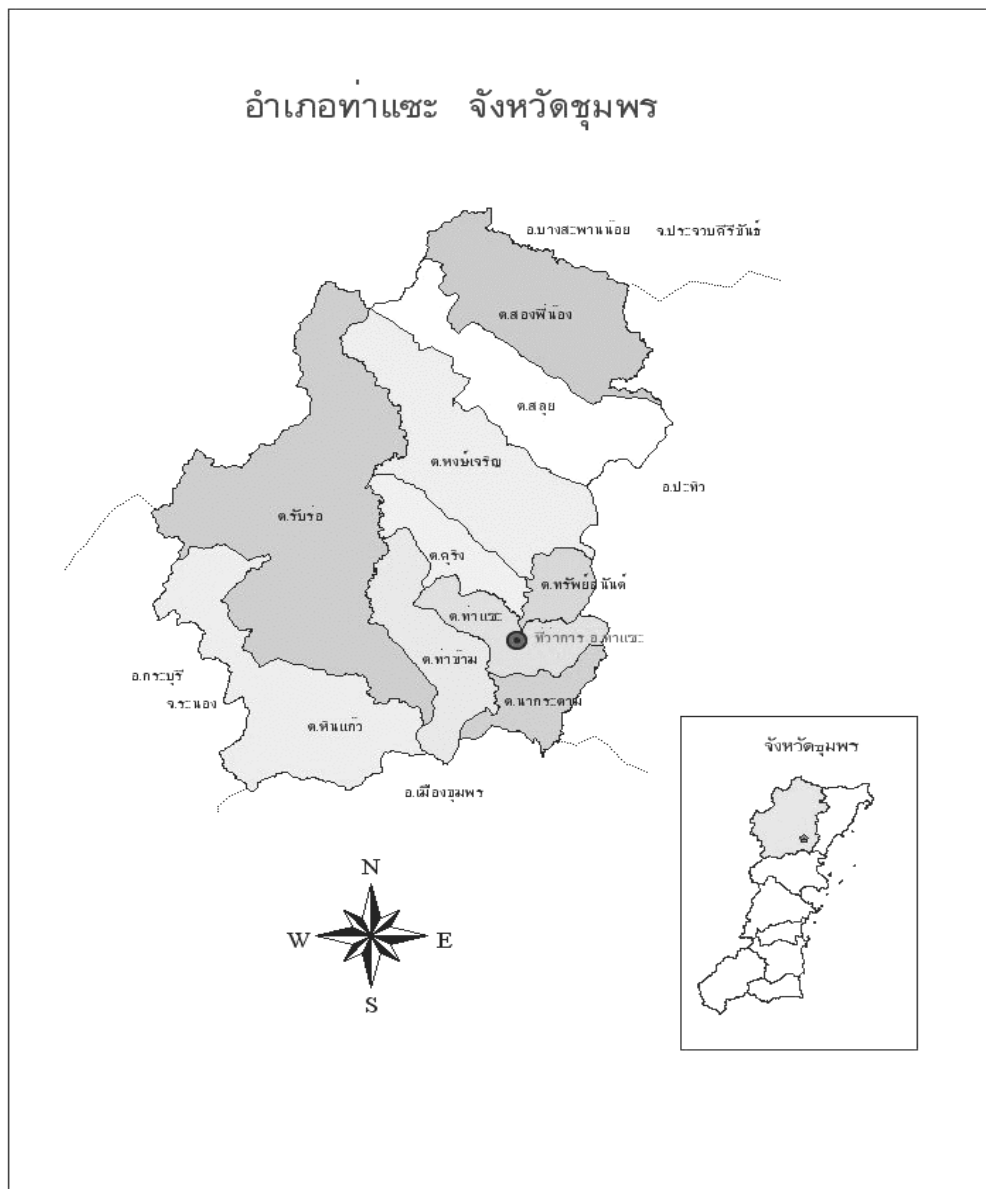 อำเภอท่าแซะ จังหวัดชุมพร
อ.บางสะพานน้อย จ.ประจวบคีรีขันธ์
ต.สองพี่น้อง
ต.สลุย
ต.หงษ์เจริญ
อ.ปะทิว
ต.รับร่อ
ต.คุริง
ต.ทรัพย์อนันต์
ต.ท่าแซะ
ที่ว่าการ อ.ท่าแซะ
ต.ท่าข้าม
อ.กระบุรี
จ.ระนอง
ต.นากระตาม
ต.หินแก้ว
จังหวัดชุมพร
อ.เมืองชุมพร
N
W E
S